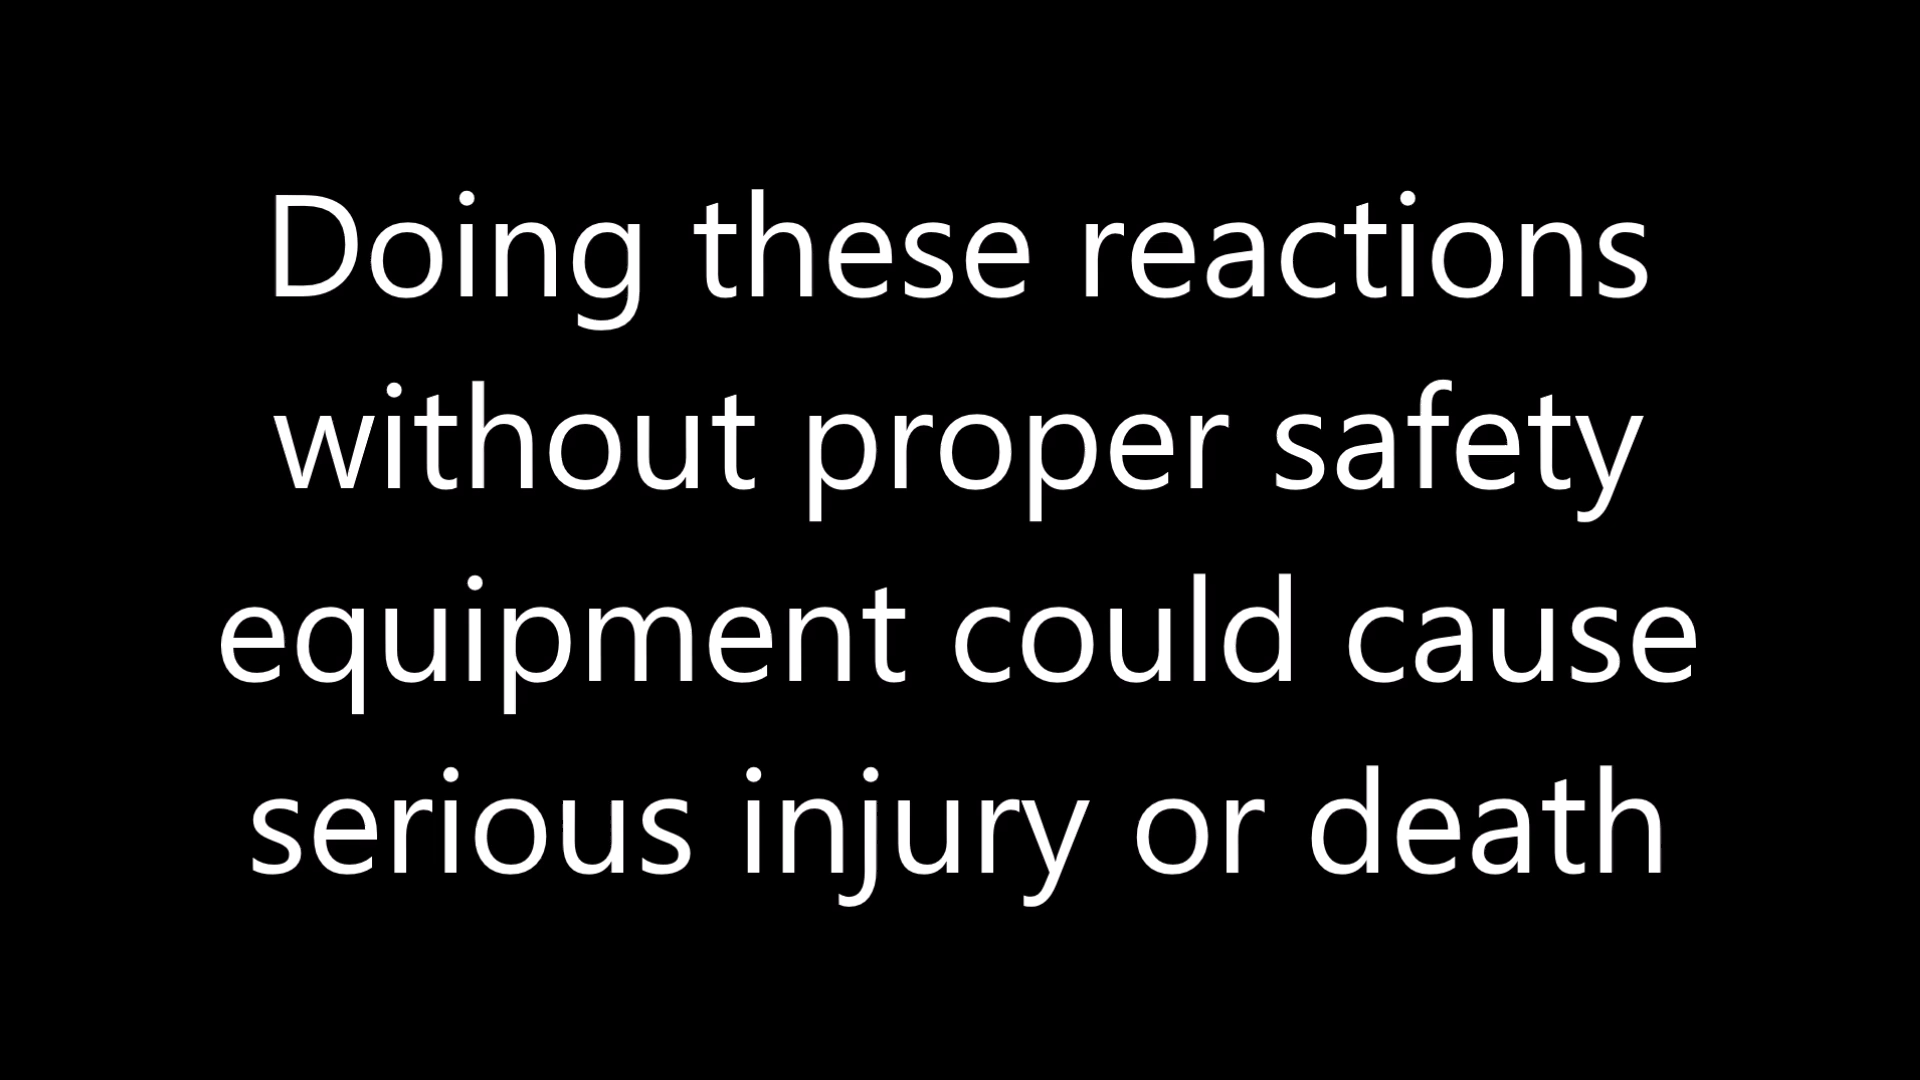 Doing these reactions
without proper safety
equipment could cause
serious injury or death